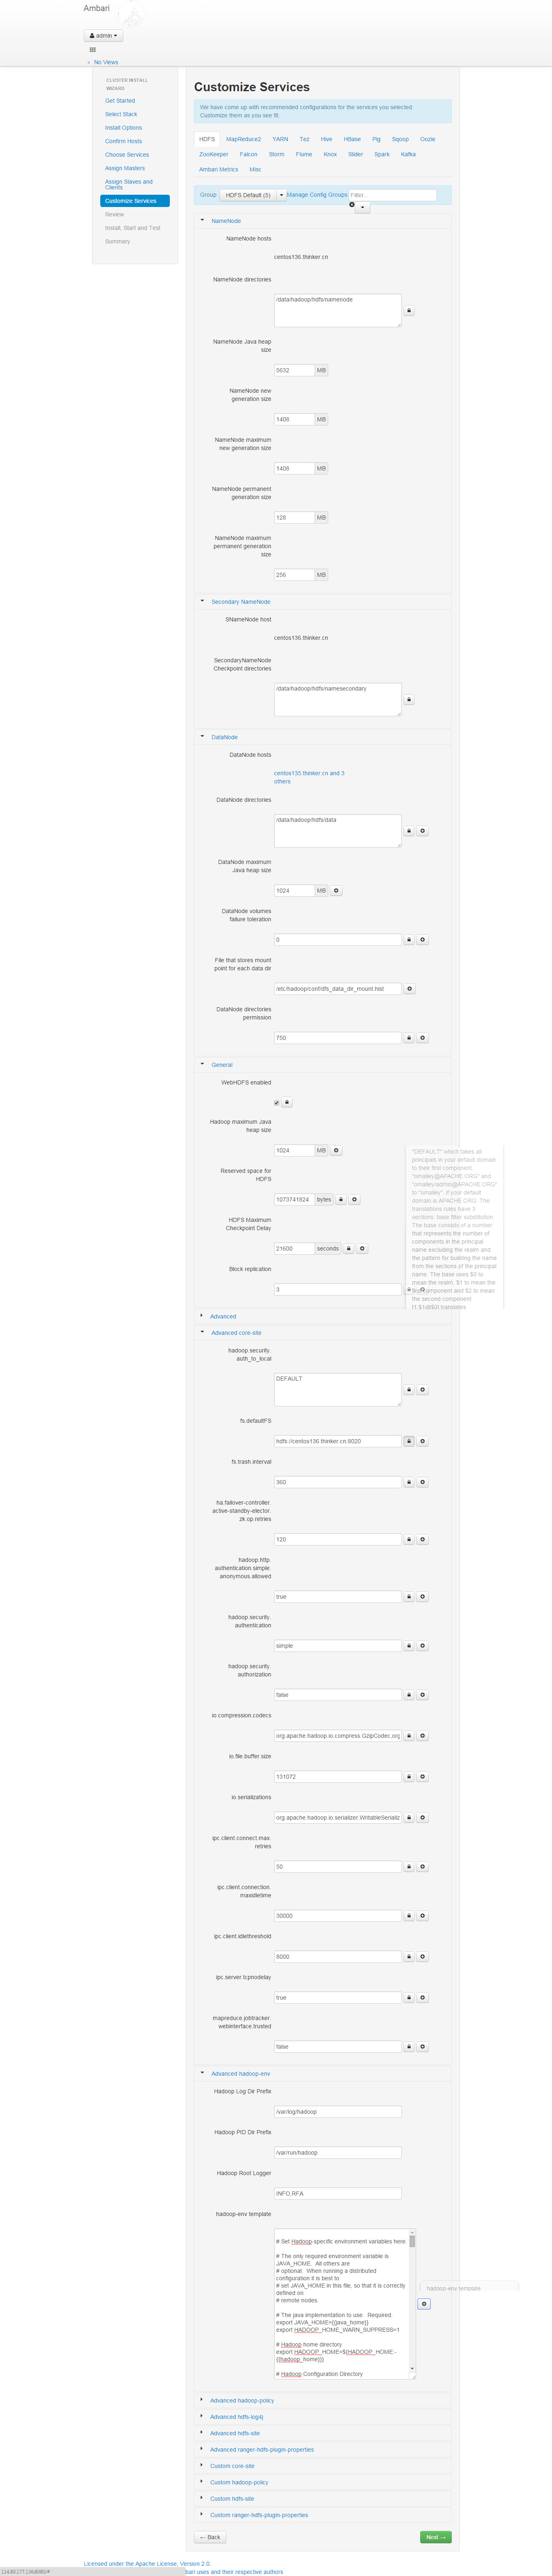 Ambari
admin
No Views
CLUSTER INSTALL
WIZARD
Get Started
Select Stack
Install Options
Confirm Hosts
Choose Services
Assign Masters
Assign Slaves and
Clients
Customize Services
Review
Install, Start and Test
Summary
Customize Services
We have come up with recommended configurations for the services you selected.
Customize them as you see fit.
HDFS MapReduce2 YARN Tez Hive HBase Pig Sqoop Oozie
ZooKeeper Falcon Storm Flume Knox Slider Spark Kafka
Ambari Metrics Misc
Group HDFS Default (5) Manage Config Groups Filter...
NameNode
NameNode hosts
centos136.thinker.cn
NameNode directories
/data/hadoop/hdfs/namenode
NameNode Java heap
size
5632 MB
NameNode new
generation size
1408 MB
NameNode maximum
new generation size
1408 MB
NameNode permanent
generation size
128 MB
NameNode maximum
permanent generation
size
256 MB
Secondary NameNode
SNameNode host
centos136.thinker.cn
SecondaryNameNode
Checkpoint directories
/data/hadoop/hdfs/namesecondary
DataNode
DataNode hosts
centos135.thinker.cn and 3
others
DataNode directories
/data/hadoop/hdfs/data
DataNode maximum
Java heap size
1024 MB
DataNode volumes
failure toleration
0
File that stores mount
point for each data dir
/etc/hadoop/conf/dfs_data_dir_mount.hist
DataNode directories
permission
750
General
WebHDFS enabled
Hadoop maximum Java
heap size
1024 MB
Reserved space for
HDFS
1073741824 bytes
HDFS Maximum
Checkpoint Delay
21600 seconds
Block replication
3
"DEFAULT" which takes all
principals in your default domain
to their first component.
"omalley@APACHE.ORG" and
"omalley/admin@APACHE.ORG"
to "omalley", if your default
domain is APACHE.ORG. The
translations rules have 3
sections: base filter substitution
The base consists of a number
that represents the number of
components in the principal
name excluding the realm and
the pattern for building the name
from the sections of the principal
name. The base uses $0 to
mean the realm, $1 to mean the
first component and $2 to mean
the second component.
[1:$1@$0] translates
Advanced
Advanced core-site
hadoop.security.
auth_to_local
DEFAULT
fs.defaultFS
hdfs://centos136.thinker.cn:8020
fs.trash.interval
360
ha.failover-controller.
active-standby-elector.
zk.op.retries
120
hadoop.http.
authentication.simple.
anonymous.allowed
true
hadoop.security.
authentication
simple
hadoop.security.
authorization
false
io.compression.codecs
org.apache.hadoop.io.compress.GzipCodec,org
io.file.buffer.size
131072
io.serializations
org.apache.hadoop.io.serializer.WritableSerializ
ipc.client.connect.max.
retries
50
ipc.client.connection.
maxidletime
30000
ipc.client.idlethreshold
8000
ipc.server.tcpnodelay
true
mapreduce.jobtracker.
webinterface.trusted
false
Advanced hadoop-env
Hadoop Log Dir Prefix
/var/log/hadoop
Hadoop PID Dir Prefix
/var/run/hadoop
Hadoop Root Logger
INFO,RFA
hadoop-env template
# Set Hadoop-specific environment variables here.
# The only required environment variable is
JAVA_HOME.  All others are
# optional.  When running a distributed
configuration it is best to
# set JAVA_HOME in this file, so that it is correctly
defined on
# remote nodes.
# The java implementation to use.  Required.
export JAVA_HOME={{java_home}}
export HADOOP_HOME_WARN_SUPPRESS=1
# Hadoop home directory
export HADOOP_HOME=${HADOOP_HOME:-
{{hadoop_home}}}
# Hadoop Configuration Directory
hadoop-env template
Advanced hadoop-policy
Advanced hdfs-log4j
Advanced hdfs-site
Advanced ranger-hdfs-plugin-properties
Custom core-site
Custom hadoop-policy
Custom hdfs-site
Custom ranger-hdfs-plugin-properties
← Back
Next →
Licensed under the Apache License, Version 2.0.
bari uses and their respective authors